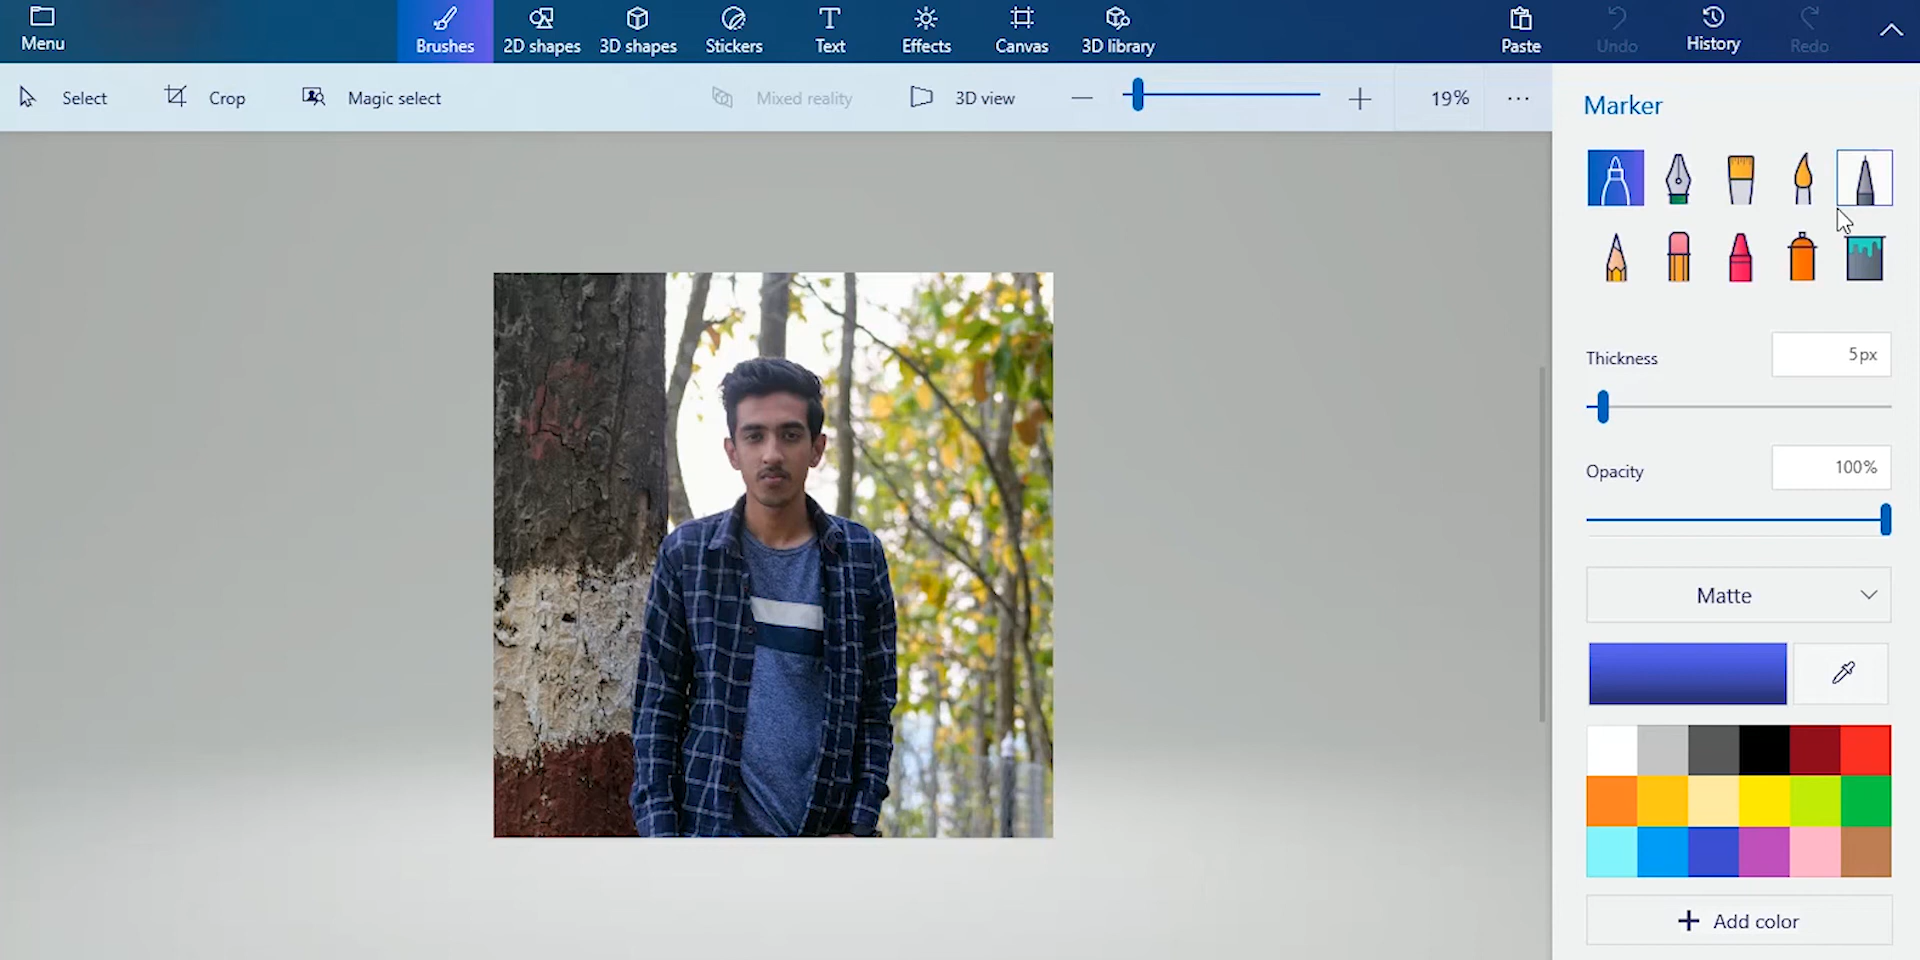 Menu
Brushes
2D shapes
3D shapes
Stickers
Text
Effects
Canvas
3D library
Paste
Undo
History
Redo
Select
Crop
Magic select
Mixed reality
3D view
19%
Marker
Thickness
5px
Opacity
100%
Matte
Add color